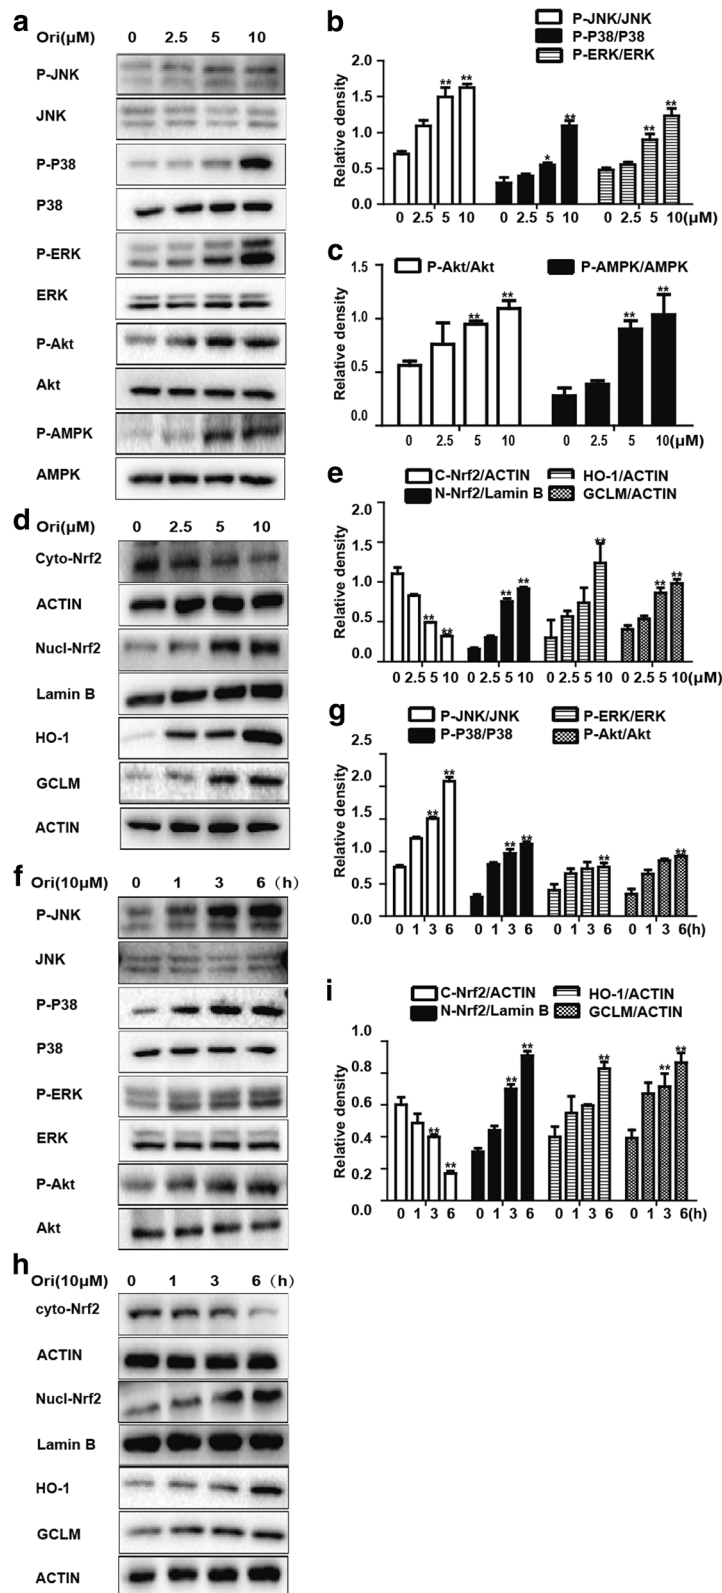 a
Ori(μM) 0 2.5 5 10
P-JNK
JNK
P-P38
P38
P-ERK
ERK
P-Akt
Akt
P-AMPK
AMPK
b
P-JNK/JNK
P-P38/P38
P-ERK/ERK
Relative density
2.0
1.5
1.0
0.5
0.0
** ** * ** ** **
0 2.5 5 10 0 2.5 5 10 0 2.5 5 10(μM)
c
P-Akt/Akt P-AMPK/AMPK
Relative density
1.5
1.0
0.5
0.0
** ** ** **
0 2.5 5 10 0 2.5 5 10(μM)
d
Ori(μM) 0 2.5 5 10
Cyto-Nrf2
ACTIN
Nucl-Nrf2
Lamin B
HO-1
GCLM
ACTIN
e
C-Nrf2/ACTIN HO-1/ACTIN
N-Nrf2/Lamin B GCLM/ACTIN
Relative density
2.0
1.5
1.0
0.5
0.0
** ** ** ** ** ** **
0 2.5 5 10 0 2.5 5 10 0 2.5 5 10 0 2.5 5 10(μM)
f
Ori(10μM) 0 1 3 6 (h)
P-JNK
JNK
P-P38
P38
P-ERK
ERK
P-Akt
Akt
g
P-JNK/JNK P-ERK/ERK
P-P38/P38 P-Akt/Akt
Relative density
2.5
2.0
1.5
1.0
0.5
0.0
** ** ** ** ** **
0 1 3 6 0 1 3 6 0 1 3 6 0 1 3 6(h)
h
Ori(10μM) 0 1 3 6 (h)
cyto-Nrf2
ACTIN
Nucl-Nrf2
Lamin B
HO-1
GCLM
ACTIN
i
C-Nrf2/ACTIN HO-1/ACTIN
N-Nrf2/Lamin B GCLM/ACTIN
Relative density
1.0
0.8
0.6
0.4
0.2
0.0
** ** ** ** ** ** **
0 1 3 6 0 1 3 6 0 1 3 6 0 1 3 6(h)